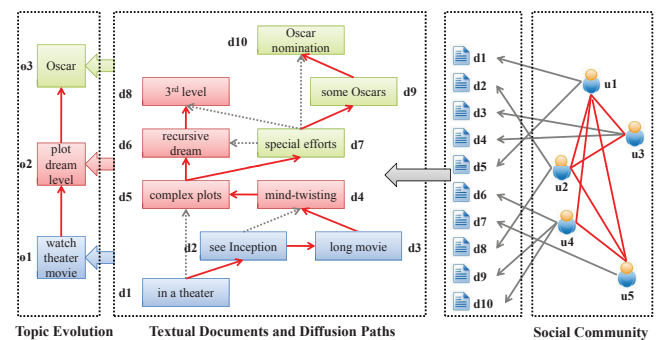 o3
Oscar
o2
plot
dream
level
o1
watch
theater
movie
Topic Evolution
d10
Oscar
nomination
d8
3rd level
some Oscars
d9
d6
recursive
dream
special efforts
d7
d5
complex plots
mind-twisting
d4
d2
see Inception
long movie
d3
d1
in a theater
Textual Documents and Diffusion Paths
d1
d2
d3
d4
d5
d6
d7
d8
d9
d10
u1
u3
u2
u4
u5
Social Community